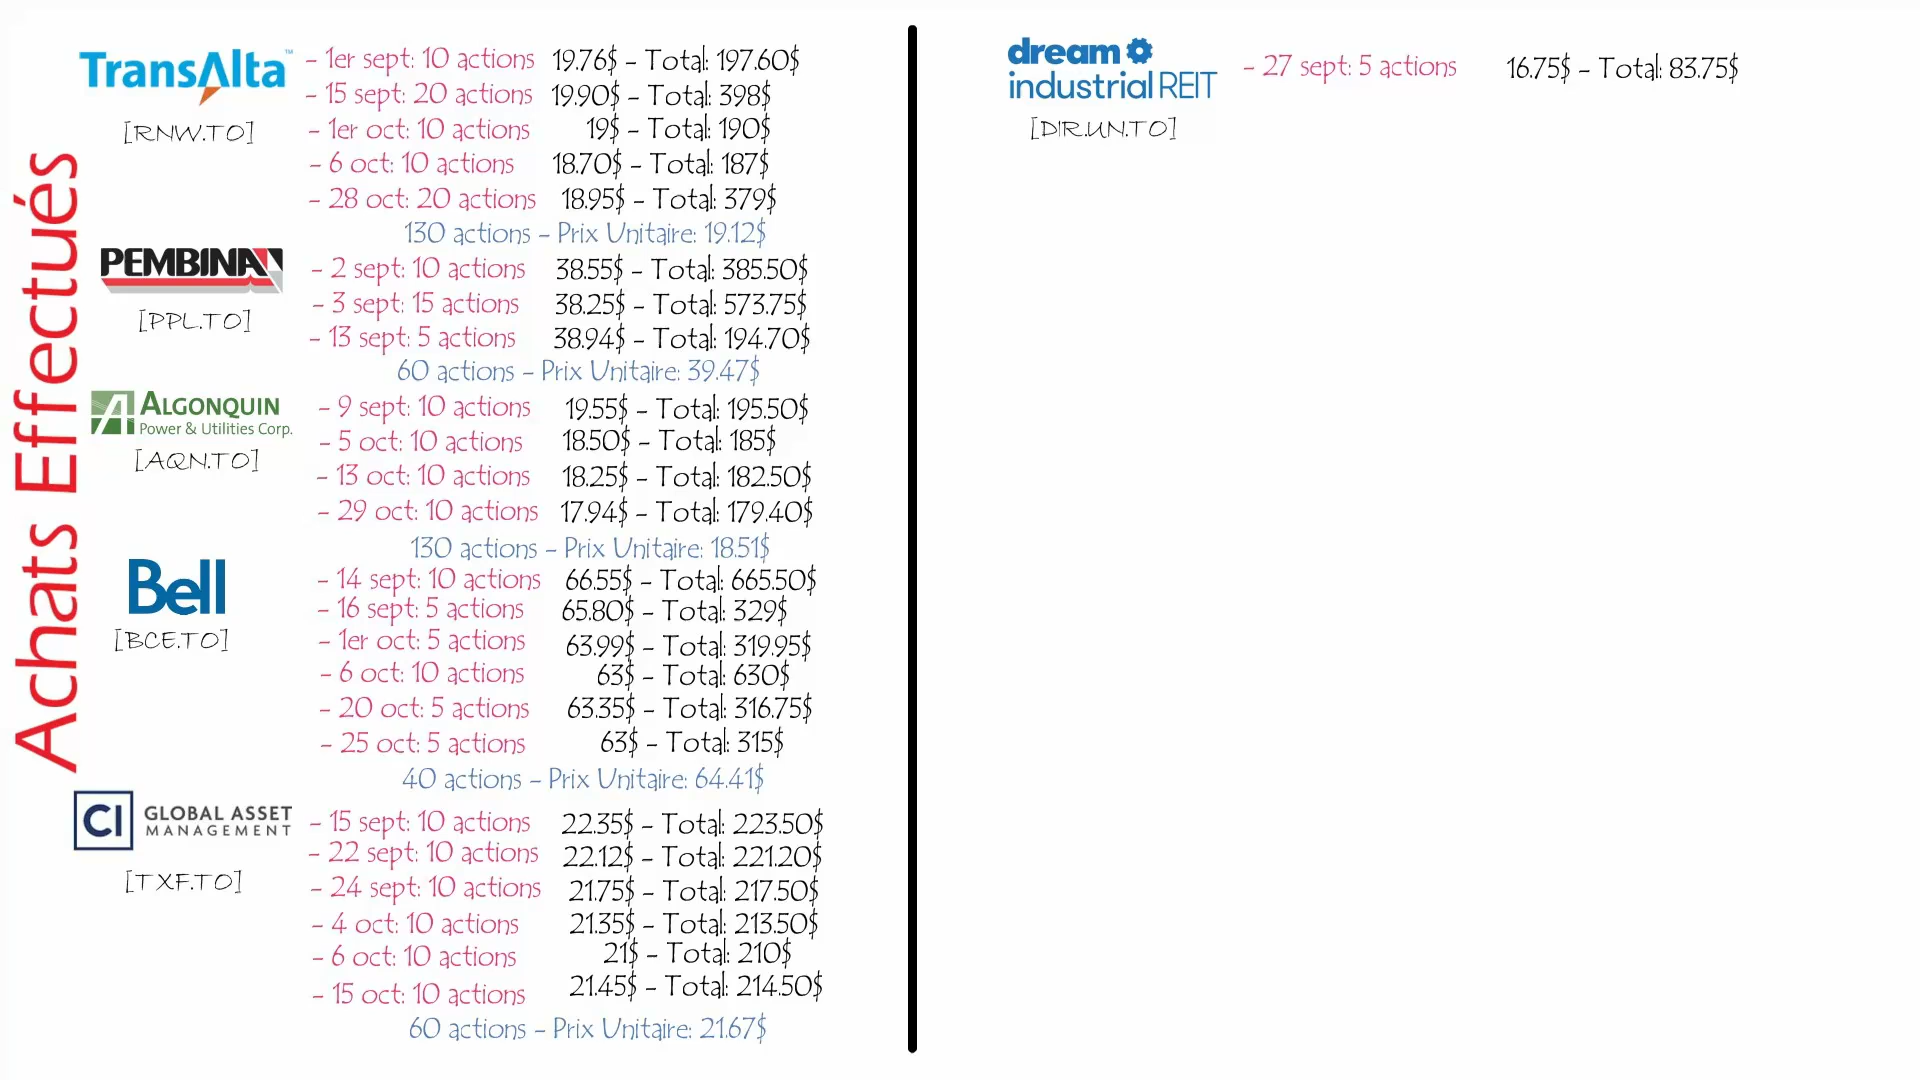 Achats Effectués
TransAlta™
[RNW.TO]
- 1er sept: 10 actions 19.76$ - Total: 197.60$
- 15 sept: 20 actions 19.90$ - Total: 398$
- 1er oct: 10 actions 19$ - Total: 190$
- 6 oct: 10 actions 18.70$ - Total: 187$
- 28 oct: 20 actions 18.95$ - Total: 379$
130 actions - Prix Unitaire: 19.12$
PEMBINA
[PPL.TO]
- 2 sept: 10 actions 38.55$ - Total: 385.50$
- 3 sept: 15 actions 38.25$ - Total: 573.75$
- 13 sept: 5 actions 38.94$ - Total: 194.70$
60 actions - Prix Unitaire: 39.47$
ALGONQUIN
Power & Utilities Corp.
[AQN.TO]
- 9 sept: 10 actions 19.55$ - Total: 195.50$
- 5 oct: 10 actions 18.50$ - Total: 185$
- 13 oct: 10 actions 18.25$ - Total: 182.50$
- 29 oct: 10 actions 17.94$ - Total: 179.40$
130 actions - Prix Unitaire: 18.51$
Bell
[BCE.TO]
- 14 sept: 10 actions 66.55$ - Total: 665.50$
- 16 sept: 5 actions 65.80$ - Total: 329$
- 1er oct: 5 actions 63.99$ - Total: 319.95$
- 6 oct: 10 actions 63$ - Total: 630$
- 20 oct: 5 actions 63.35$ - Total: 316.75$
- 25 oct: 5 actions 63$ - Total: 315$
40 actions - Prix Unitaire: 64.41$
CI GLOBAL ASSET
MANAGEMENT
[TXF.TO]
- 15 sept: 10 actions 22.35$ - Total: 223.50$
- 22 sept: 10 actions 22.12$ - Total: 221.20$
- 24 sept: 10 actions 21.75$ - Total: 217.50$
- 4 oct: 10 actions 21.35$ - Total: 213.50$
- 6 oct: 10 actions 21$ - Total: 210$
- 15 oct: 10 actions 21.45$ - Total: 214.50$
60 actions - Prix Unitaire: 21.67$
dream
industrial REIT
[DIR.UN.TO]
- 27 sept: 5 actions 16.75$ - Total: 83.75$